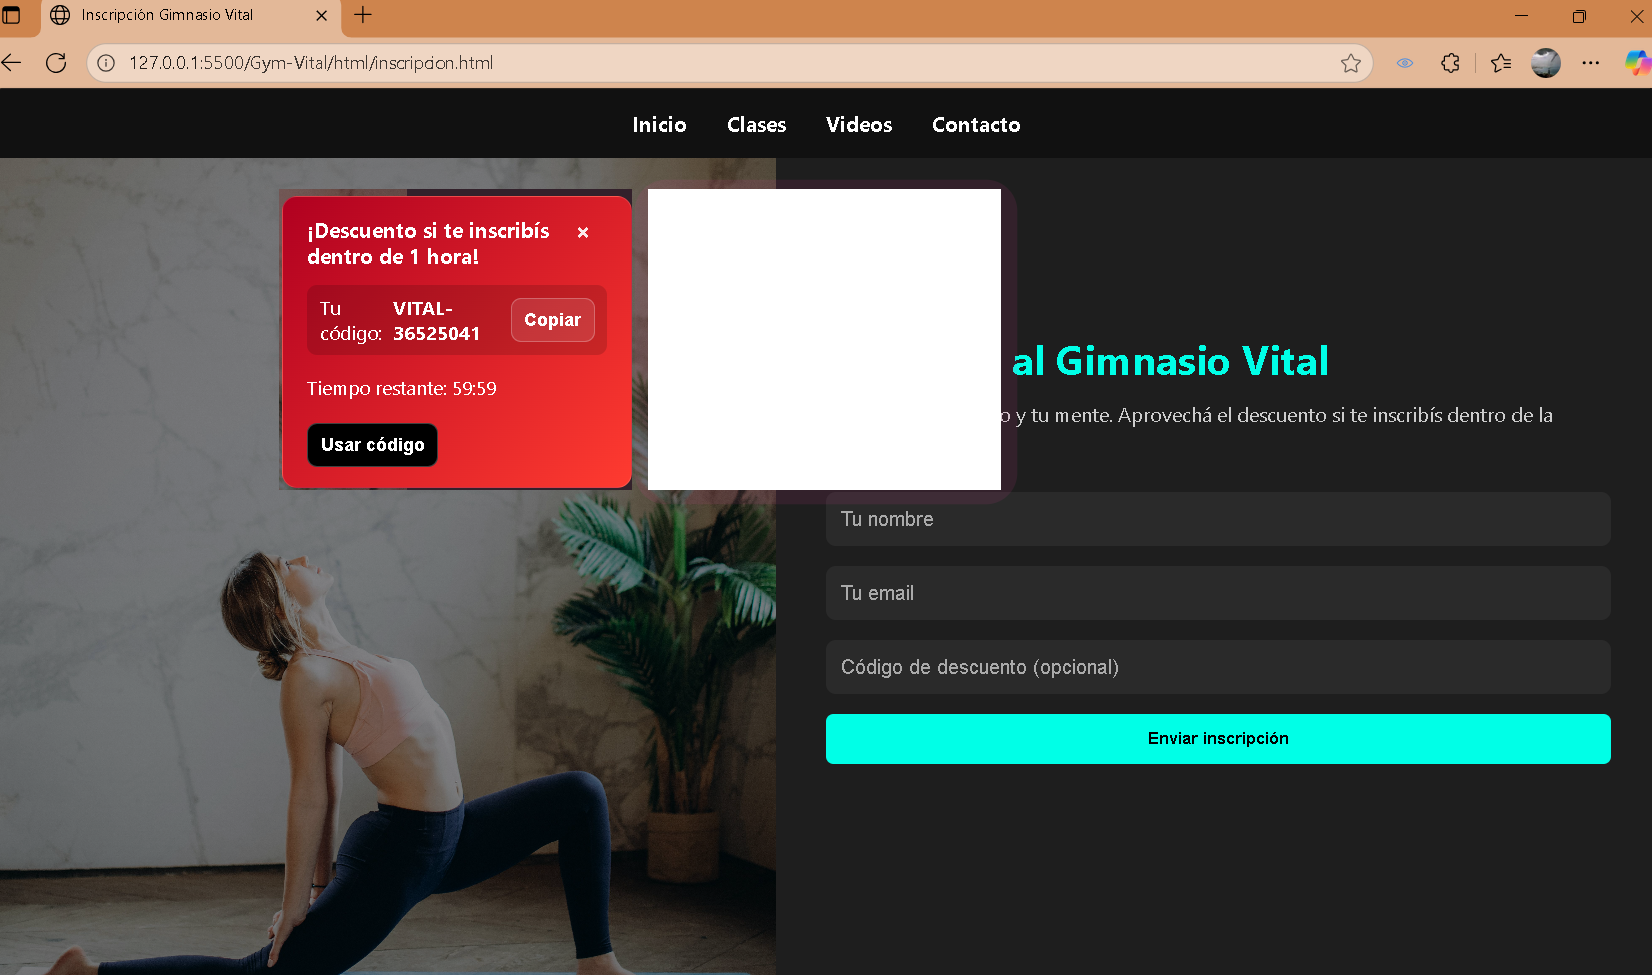 Inscripción Gimnasio Vital
127.0.0.1:5500/Gym-Vital/html/inscripcion.html
Inicio Clases Videos Contacto
¡Descuento si te inscribís
dentro de 1 hora!
×
Tu
código:
VITAL-
36525041
Copiar
Tiempo restante: 59:59
Usar código
al Gimnasio Vital
o y tu mente. Aprovechá el descuento si te inscribís dentro de la
Tu nombre
Tu email
Código de descuento (opcional)
Enviar inscripción